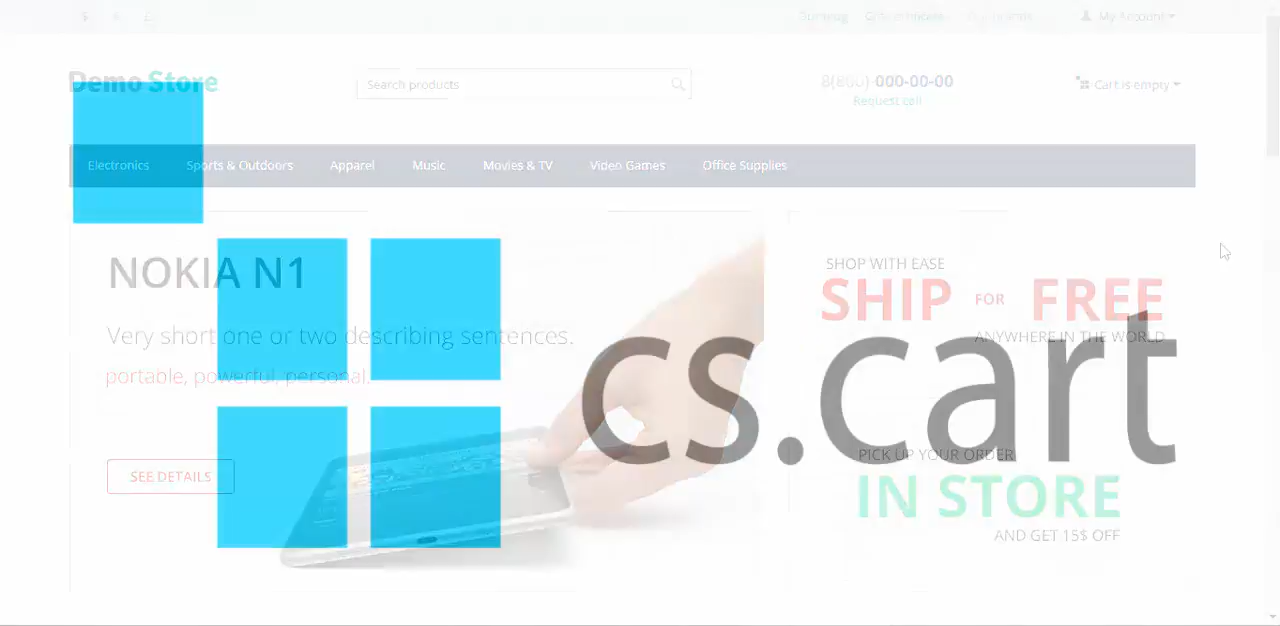 My Account
Demo Store
Search products
8(800)-000-00-00
Request call
Cart is empty
Electronics
Sports & Outdoors
Apparel
Music
Movies & TV
Video Games
Office Supplies
NOKIA N1
Very short one or two describing sentences.
portable, powerful, personal.
SEE DETAILS
SHOP WITH EASE
SHIP FOR FREE
ANYWHERE IN THE WORLD
cs.cart
PICK UP YOUR ORDER
IN STORE
AND GET 15$ OFF